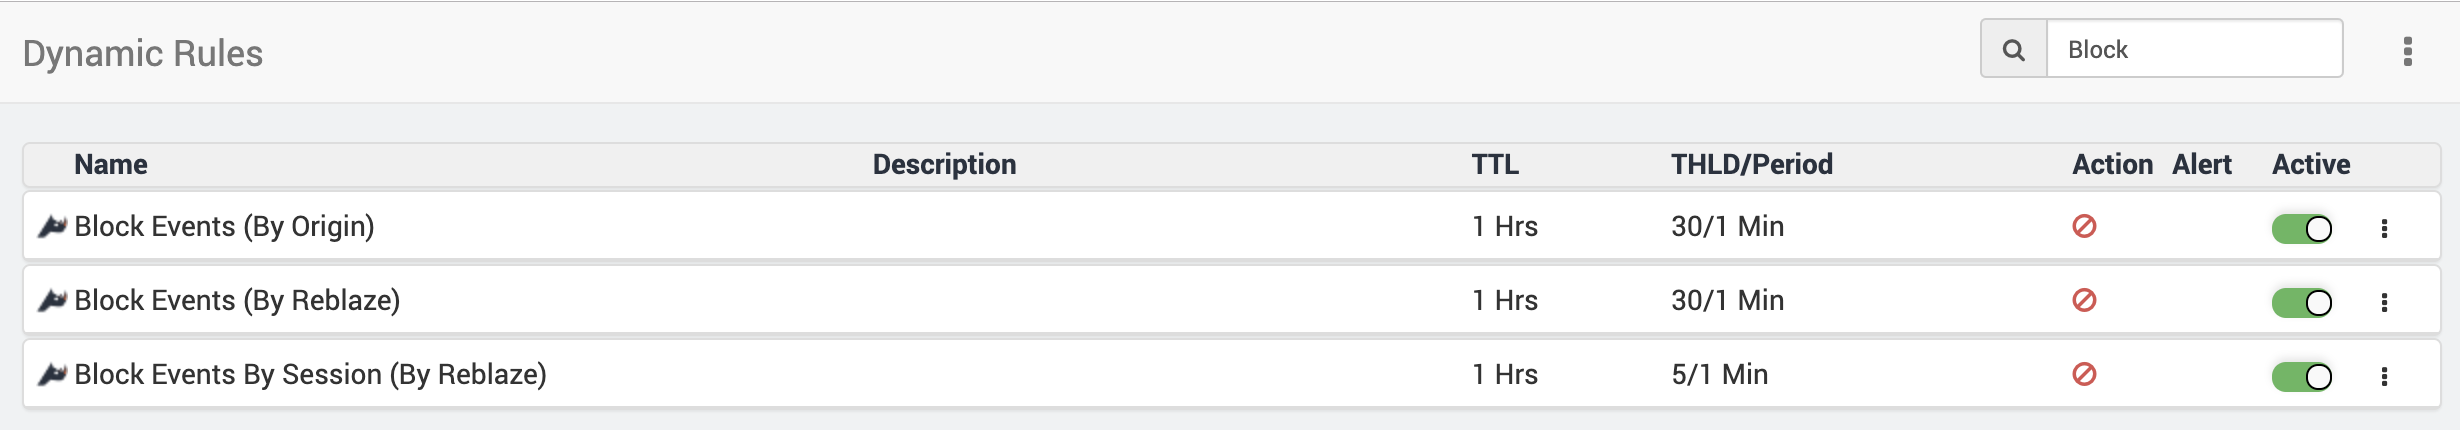 Dynamic Rules Block
Name Description TTL THLD/Period Action Alert Active
Block Events (By Origin) 1 Hrs 30/1 Min
Block Events (By Reblaze) 1 Hrs 30/1 Min
Block Events By Session (By Reblaze) 1 Hrs 5/1 Min